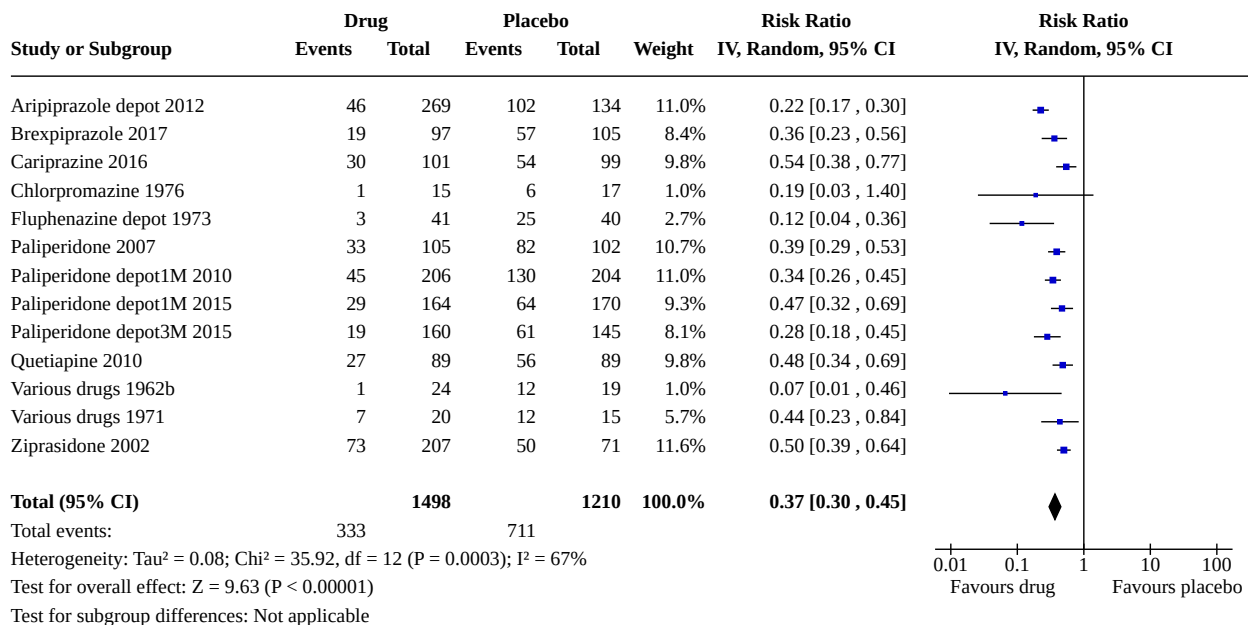 Drug Placebo Risk Ratio Risk Ratio
Study or Subgroup Events Total Events Total Weight IV, Random, 95% CI IV, Random, 95% CI
Aripiprazole depot 2012 46 269 102 134 11.0% 0.22 [0.17 , 0.30]
Brexpiprazole 2017 19 97 57 105 8.4% 0.36 [0.23 , 0.56]
Cariprazine 2016 30 101 54 99 9.8% 0.54 [0.38 , 0.77]
Chlorpromazine 1976 1 15 6 17 1.0% 0.19 [0.03 , 1.40]
Fluphenazine depot 1973 3 41 25 40 2.7% 0.12 [0.04 , 0.36]
Paliperidone 2007 33 105 82 102 10.7% 0.39 [0.29 , 0.53]
Paliperidone depot1M 2010 45 206 130 204 11.0% 0.34 [0.26 , 0.45]
Paliperidone depot1M 2015 29 164 64 170 9.3% 0.47 [0.32 , 0.69]
Paliperidone depot3M 2015 19 160 61 145 8.1% 0.28 [0.18 , 0.45]
Quetiapine 2010 27 89 56 89 9.8% 0.48 [0.34 , 0.69]
Various drugs 1962b 1 24 12 19 1.0% 0.07 [0.01 , 0.46]
Various drugs 1971 7 20 12 15 5.7% 0.44 [0.23 , 0.84]
Ziprasidone 2002 73 207 50 71 11.6% 0.50 [0.39 , 0.64]
Total (95% CI) 1498 1210 100.0% 0.37 [0.30 , 0.45]
Total events: 333 711
Heterogeneity: Tau² = 0.08; Chi² = 35.92, df = 12 (P = 0.0003); I² = 67%
0.01 0.1 1 10 100
Test for overall effect: Z = 9.63 (P < 0.00001) Favours drug Favours placebo
Test for subgroup differences: Not applicable